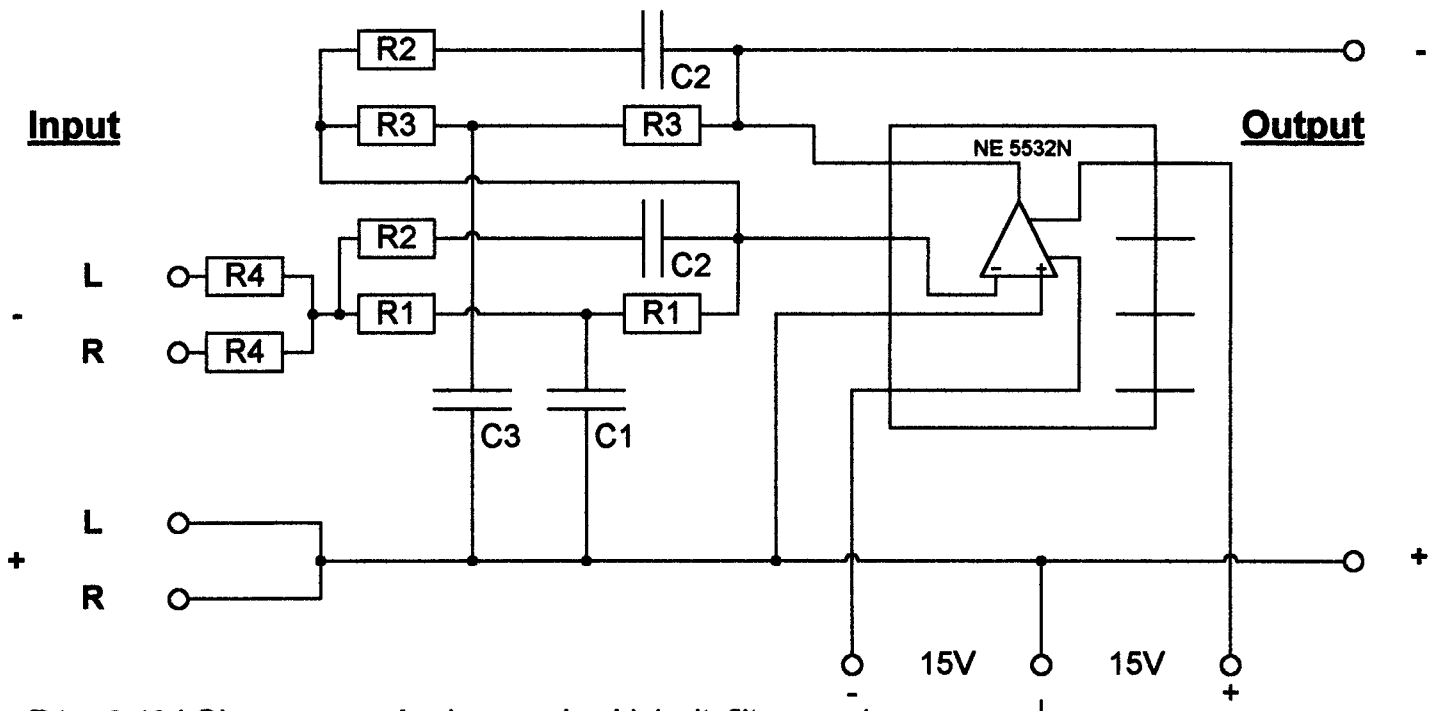 R2
C2
-
Input
R3
R3
NE 5532N
Output
R2
C2
L
R4
-
R1
R1
- +
R
R4
C3
C1
L
+
+
R
15V
15V
-
+